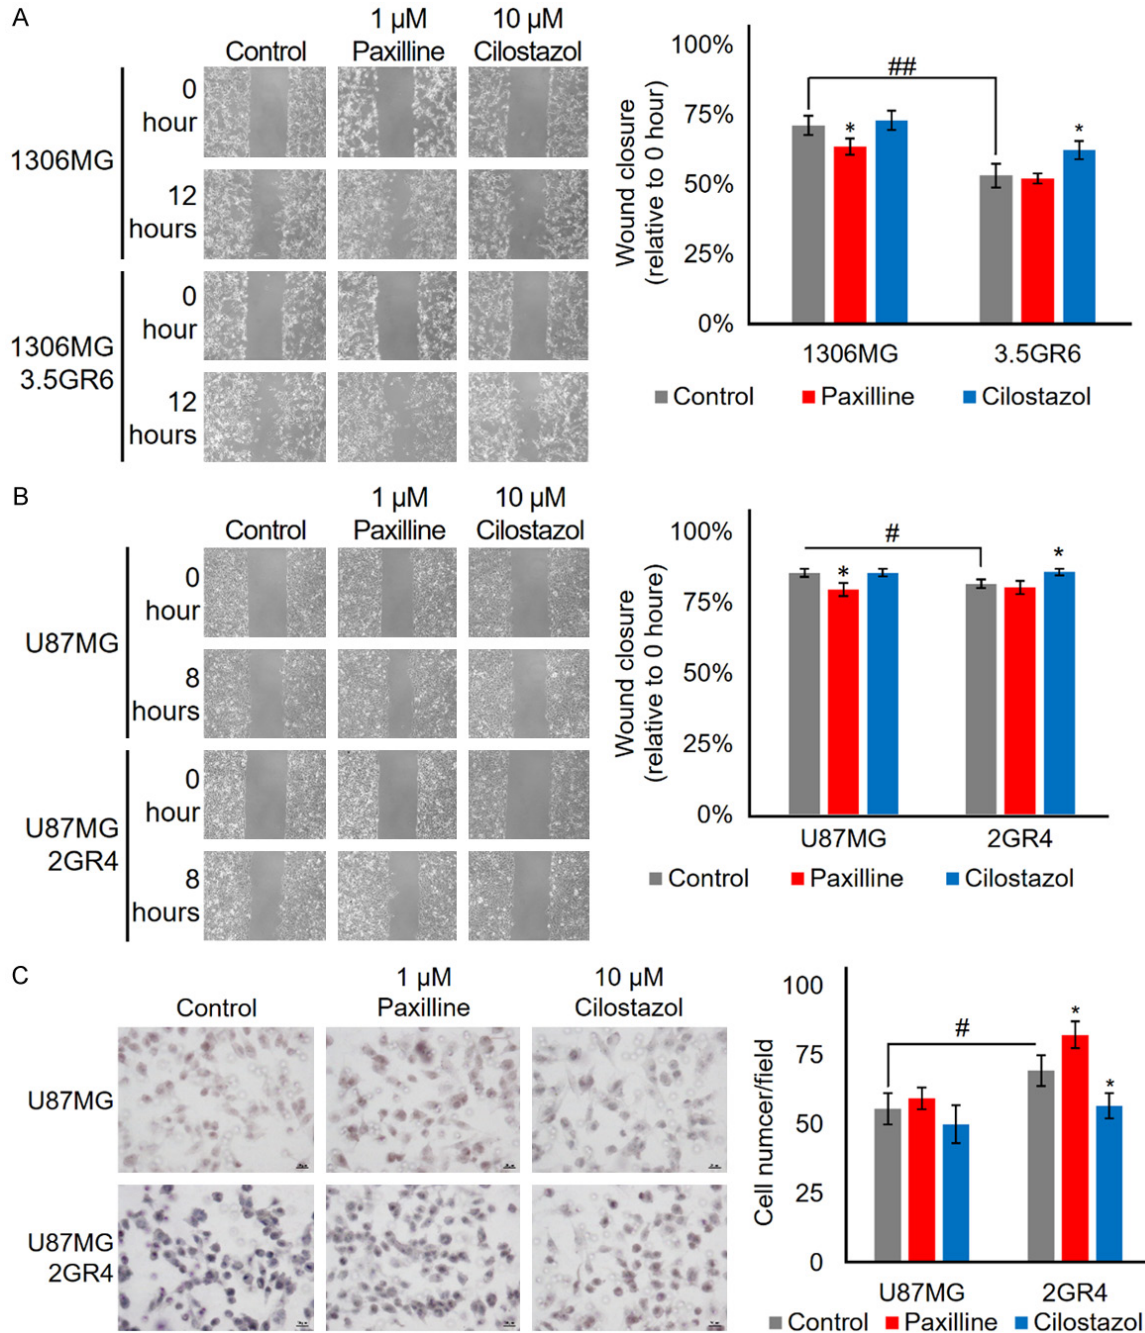 A
Control
1 µM
Paxilline
10 µM
Cilostazol
1306MG
0
hour
12
hours
1306MG
3.5GR6
0
hour
12
hours
Wound closure
(relative to 0 hour)
100%
75%
50%
25%
0%
##
*
*
1306MG
3.5GR6
Control
Paxilline
Cilostazol
B
Control
1 µM
Paxilline
10 µM
Cilostazol
U87MG
0
hour
8
hours
U87MG
2GR4
0
hour
8
hours
Wound closure
(relative to 0 houre)
100%
75%
50%
25%
0%
#
*
*
U87MG
2GR4
Control
Paxilline
Cilostazol
C
Control
1 µM
Paxilline
10 µM
Cilostazol
U87MG
U87MG
2GR4
Cell numcer/field
100
75
50
25
0
#
*
*
U87MG
2GR4
Control
Paxilline
Cilostazol